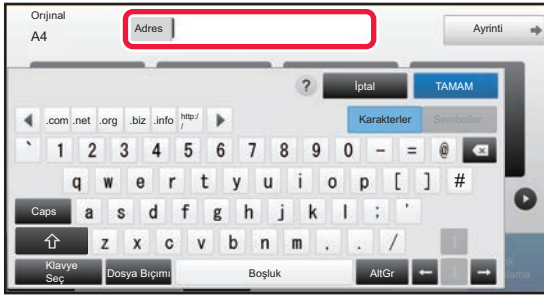 Orijinal
A4
Adres
Ayrinti
? İptal TAMAM
.com .net .org .biz .info http:/
/
Karakterler Semboller
` 1 2 3 4 5 6 7 8 9 0 - = @
q w e r t y u i o p [ ] #
Caps a s d f g h j k l ; '
z x c v b n m , . /
Klavye
Seç
Dosya Bıçımı Boşluk AltGr